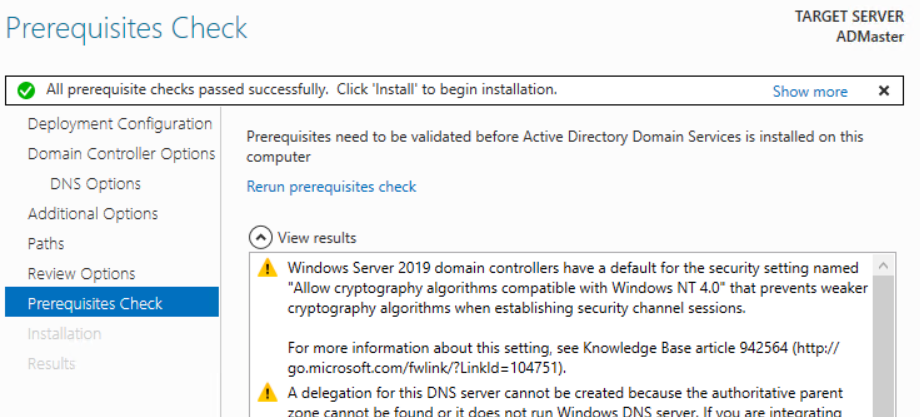 Prerequisites Check
TARGET SERVER
ADMaster
All prerequisite checks passed successfully.  Click 'Install' to begin installation.
Show more
Deployment Configuration
Domain Controller Options
DNS Options
Additional Options
Paths
Review Options
Prerequisites Check
Installation
Results
Prerequisites need to be validated before Active Directory Domain Services is installed on this
computer
Rerun prerequisites check
View results
Windows Server 2019 domain controllers have a default for the security setting named
"Allow cryptography algorithms compatible with Windows NT 4.0" that prevents weaker
cryptography algorithms when establishing security channel sessions.
For more information about this setting, see Knowledge Base article 942564 (http://
go.microsoft.com/fwlink/?LinkId=104751).
A delegation for this DNS server cannot be created because the authoritative parent
zone cannot be found or it does not run Windows DNS server. If you are integrating